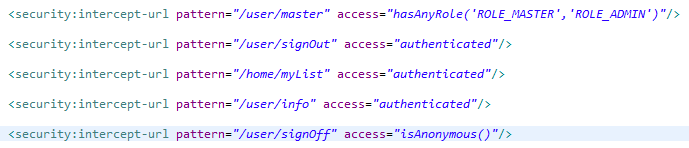 <security:intercept-url pattern="/user/master" access="hasAnyRole('ROLE_MASTER','ROLE_ADMIN')"/>
<security:intercept-url pattern="/user/signOut" access="authenticated"/>
<security:intercept-url pattern="/home/myList" access="authenticated"/>
<security:intercept-url pattern="/user/info" access="authenticated"/>
<security:intercept-url pattern="/user/signOff" access="isAnonymous()"/>